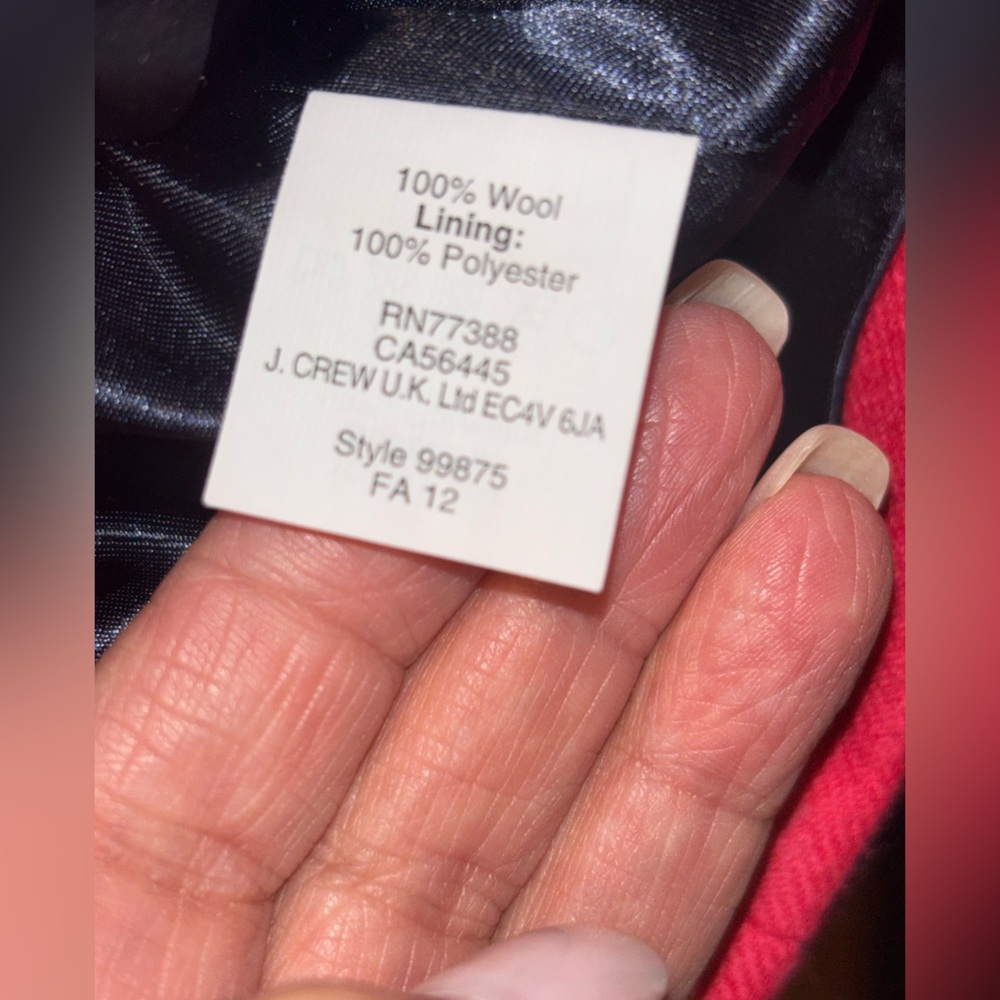 100% Wool
Lining:
100% Polyester
RN77388
CA56445
J. CREW U.K. Ltd EC4V 6JA
Style 99875
FA 12